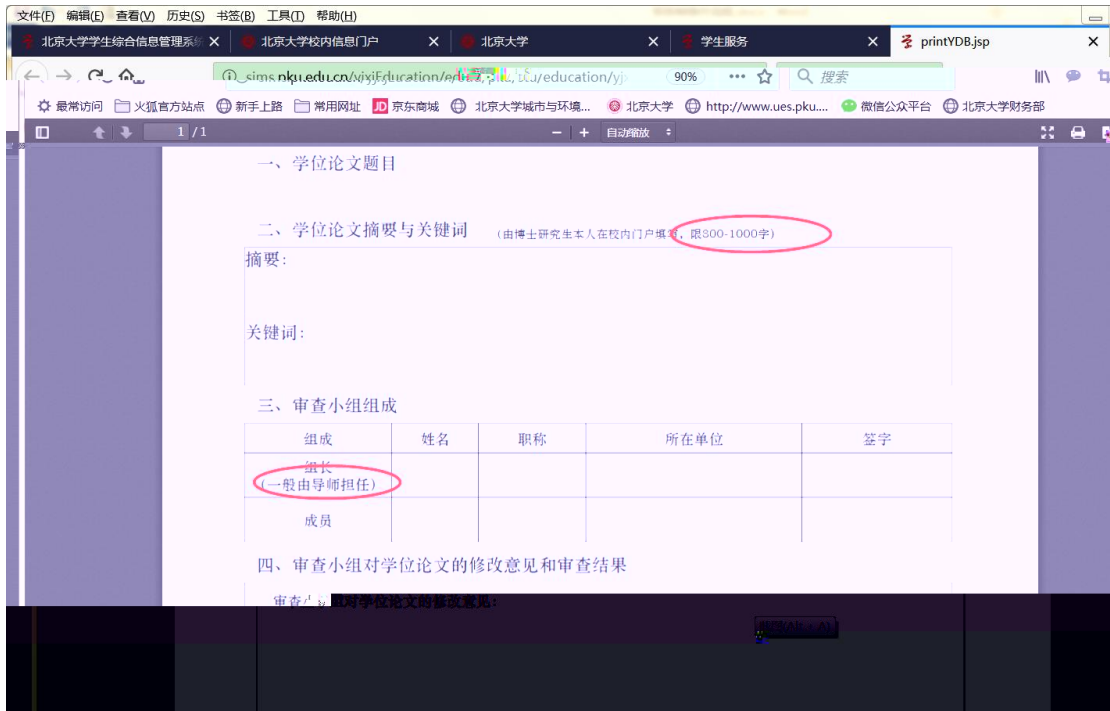 文件(F) 编辑(E) 查看(V) 历史(S) 书签(B) 工具(T) 帮助(H)
北京大学学生综合信息管理系统 北京大学校内信息门户 北京大学 学生服务 printYDB.jsp
sims.pku.edu.cn 90% 搜索
最常访问 火狐官方站点 新手上路 常用网址 JD 京东商城 北京大学城市与环境... 北京大学 http://www.ues.pku.... 微信公众平台 北京大学财务部
1 / 1 自动缩放
一、学位论文题目
二、学位论文摘要与关键词 (由博士研究生本人在校内门户填写, 限800-1000字)
摘要:
关键词:
三、审查小组组成
组成 姓名 职称 所在单位 签字
组长
(一般由导师担任)
成员
四、审查小组对学位论文的修改意见和审查结果
审查小组对学位论文的修改意见: